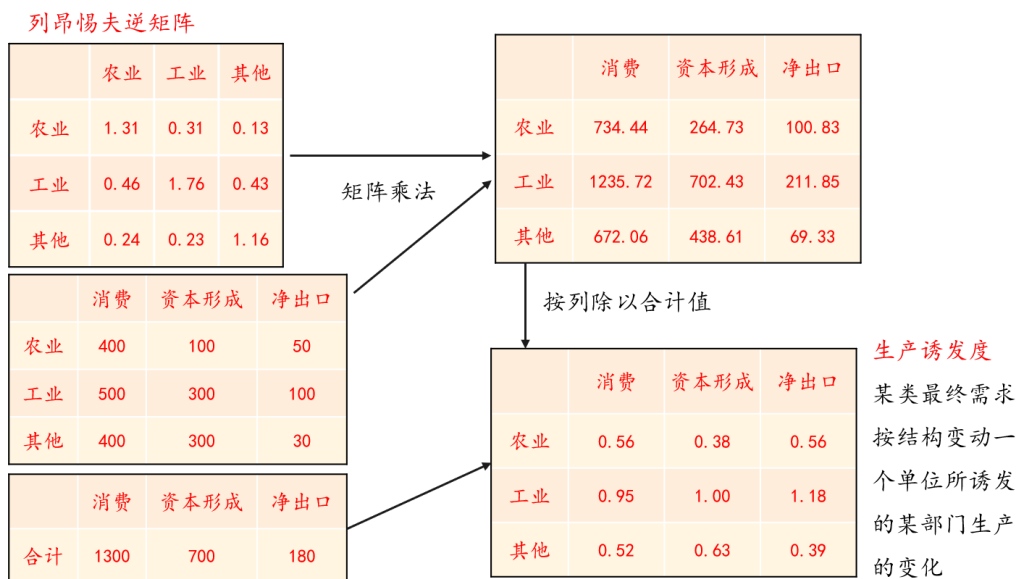 列昂惕夫逆矩阵
农业 工业 其他
农业 1.31 0.31 0.13
工业 0.46 1.76 0.43
其他 0.24 0.23 1.16
消费 资本形成 净出口
农业 400 100 50
工业 500 300 100
其他 400 300 30
消费 资本形成 净出口
合计 1300 700 180
矩阵乘法
消费 资本形成 净出口
农业 734.44 264.73 100.83
工业 1235.72 702.43 211.85
其他 672.06 438.61 69.33
按列除以合计值
消费 资本形成 净出口
农业 0.56 0.38 0.56
工业 0.95 1.00 1.18
其他 0.52 0.63 0.39
生产诱发度
某类最终需求
按结构变动一
个单位所诱发
的某部门生产
的变化